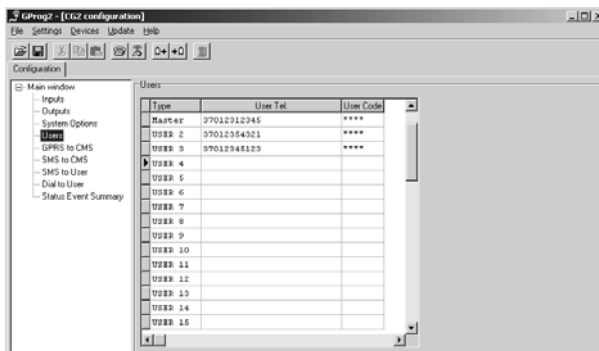 GProg2 - [CG2 configuration]
File Settings Devices Update Help
Configuration
Main window
Inputs
Outputs
System Options
Users
GPRS to CMS
SMS to CMS
SMS to User
Dial to User
Status Event Summary
Users
Type User Tel. User Code
Master 37012312345 ****
USER 2 37012354321 ****
USER 3 37012345123 ****
USER 4
USER 5
USER 6
USER 7
USER 8
USER 9
USER 10
USER 11
USER 12
USER 13
USER 14
USER 15